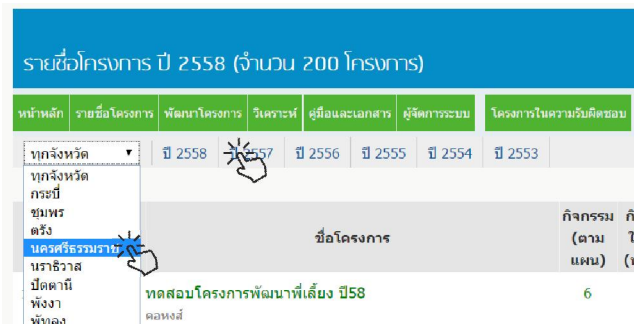 รายชื่อโครงการ ปี 2558 (จำนวน 200 โครงการ)
หน้าหลัก รายชื่อโครงการ พัฒนาโครงการ วิเคราะห์ คู่มือและเอกสาร ผู้จัดการระบบ โครงการในความรับผิดชอบ
ทุกจังหวัด ▼ ปี 2558 ปี 2557 ปี 2556 ปี 2555 ปี 2554 ปี 2553
ทุกจังหวัด
กระบี่
ชุมพร
ตรัง
นครศรีธรรมราช
นราธิวาส
ปัตตานี
พังงา
พัทลุง
ชื่อโครงการ
กิจกรรม
(ตาม
แผน)
ทดสอบโครงการพัฒนาพี่เลี้ยง ปี58 6
คอหงส์